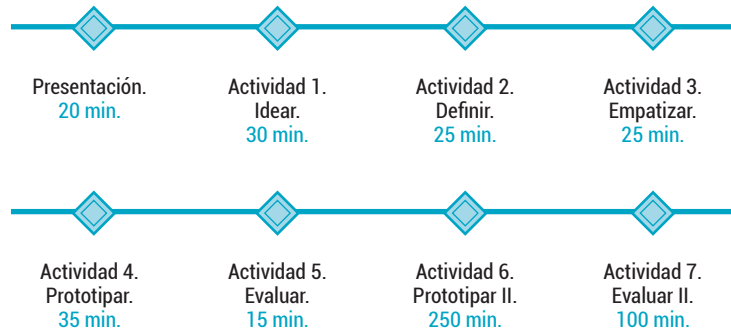 Presentación.
20 min.
Actividad 1.
Idear.
30 min.
Actividad 2.
Definir.
25 min.
Actividad 3.
Empatizar.
25 min.
Actividad 4.
Prototipar.
35 min.
Actividad 5.
Evaluar.
15 min.
Actividad 6.
Prototipar II.
250 min.
Actividad 7.
Evaluar II.
100 min.